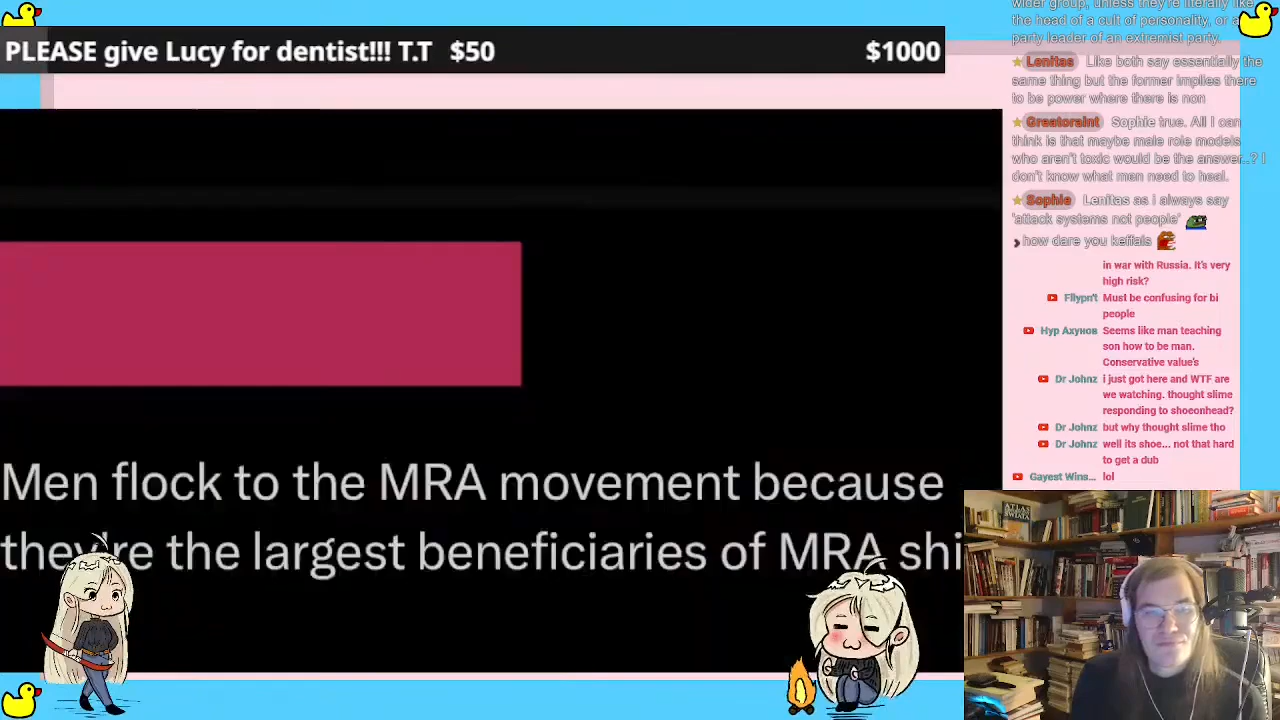 PLEASE give Lucy for dentist!!! T.T $50 $1000
wider group, unless they're literally like
the head of a cult of personality, or a
party leader of an extremist party.
Lenitas Like both say essentially the
same thing but the former implies there
to be power where there is non
Greatoraint Sophie true. All I can
think is that maybe male role models
who aren't toxic would be the answer..? I
don't know what men need to heal.
Sophie Lenitas as i always say
'attack systems not people'
how dare you keffals
in war with Russia. It's very
high risk?
Fllypn't Must be confusing for bi
people
Нур Ахунов Seems like man teaching
son how to be man.
Conservative value's
Dr Johnz i just got here and WTF are
we watching. thought slime
responding to shoeonhead?
Dr Johnz but why thought slime tho
Dr Johnz well its shoe... not that hard
to get a dub
Gayest Wins... lol
Men flock to the MRA movement because
they're the largest beneficiaries of MRA shi
ATLAS
ŚWIATA